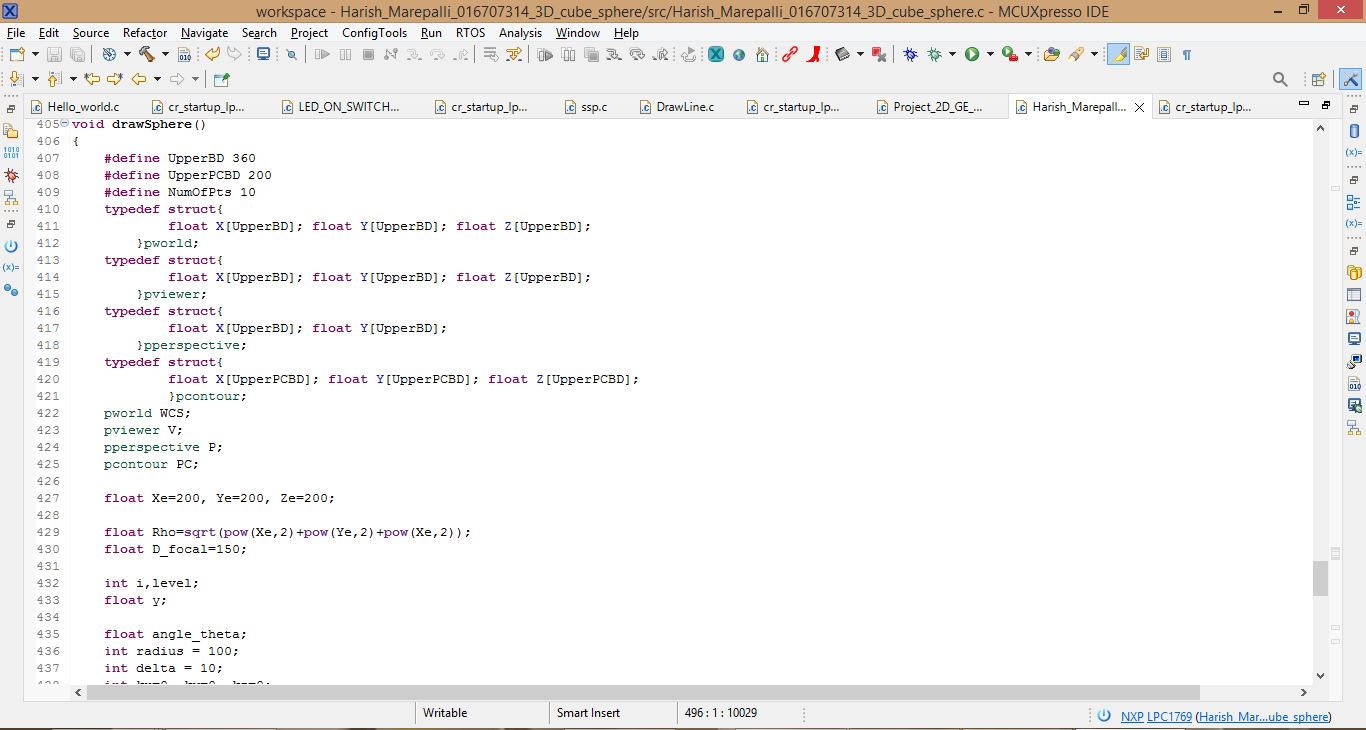 workspace - Harish_Marepalli_016707314_3D_cube_sphere/src/Harish_Marepalli_016707314_3D_cube_sphere.c - MCUXpresso IDE
File Edit Source Refactor Navigate Search Project ConfigTools Run RTOS Analysis Window Help
Hello_world.c cr_startup_lp... LED_ON_SWITCH... cr_startup_lp... ssp.c DrawLine.c cr_startup_lp... Project_2D_GE_... Harish_Marepall... cr_startup_lp...
405 void drawSphere()
406 {
407 #define UpperBD 360
408 #define UpperPCBD 200
409 #define NumOfPts 10
410 typedef struct{
411 float X[UpperBD]; float Y[UpperBD]; float Z[UpperBD];
412 }pworld;
413 typedef struct{
414 float X[UpperBD]; float Y[UpperBD]; float Z[UpperBD];
415 }pviewer;
416 typedef struct{
417 float X[UpperBD]; float Y[UpperBD];
418 }pperspective;
419 typedef struct{
420 float X[UpperPCBD]; float Y[UpperPCBD]; float Z[UpperPCBD];
421 }pcontour;
422 pworld WCS;
423 pviewer V;
424 pperspective P;
425 pcontour PC;
426
427 float Xe=200, Ye=200, Ze=200;
428
429 float Rho=sqrt(pow(Xe,2)+pow(Ye,2)+pow(Xe,2));
430 float D_focal=150;
431
432 int i,level;
433 float y;
434
435 float angle_theta;
436 int radius = 100;
437 int delta = 10;
Writable Smart Insert 496 : 1 : 10029 NXP LPC1769 (Harish_Mar...ube_sphere)